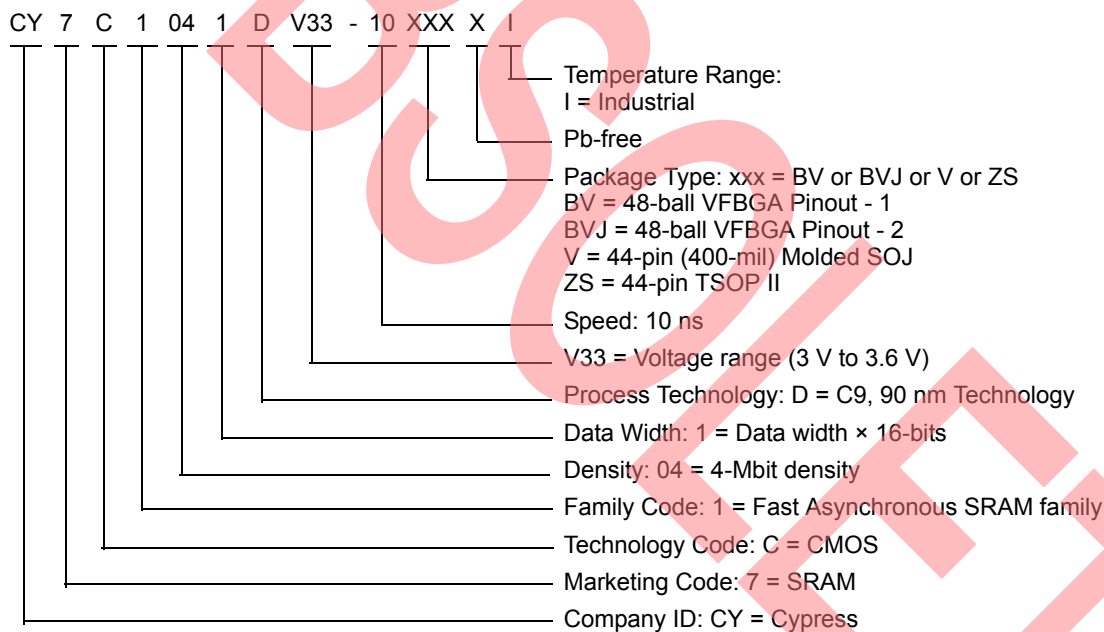 CY 7 C 1 04 1 D V33 - 10 XXX X I
Temperature Range:
I = Industrial
Pb-free
Package Type: xxx = BV or BVJ or V or ZS
BV = 48-ball VFBGA Pinout - 1
BVJ = 48-ball VFBGA Pinout - 2
V = 44-pin (400-mil) Molded SOJ
ZS = 44-pin TSOP II
Speed: 10 ns
V33 = Voltage range (3 V to 3.6 V)
Process Technology: D = C9, 90 nm Technology
Data Width: 1 = Data width × 16-bits
Density: 04 = 4-Mbit density
Family Code: 1 = Fast Asynchronous SRAM family
Technology Code: C = CMOS
Marketing Code: 7 = SRAM
Company ID: CY = Cypress